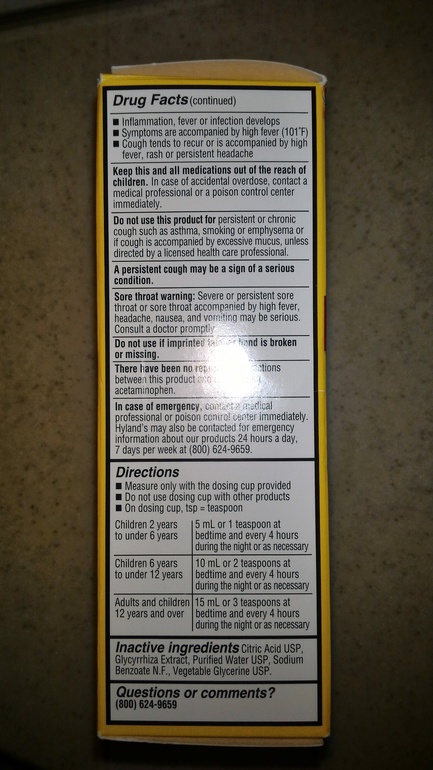 Drug Facts (continued)
■ Inflammation, fever or infection develops
■ Symptoms are accompanied by high fever (101˚F)
■ Cough tends to recur or is accompanied by high
fever, rash or persistent headache
Keep this and all medications out of the reach of
children. In case of accidental overdose, contact a
medical professional or a poison control center
immediately.
Do not use this product for persistent or chronic
cough such as asthma, smoking or emphysema or
if cough is accompanied by excessive mucus, unless
directed by a licensed health care professional.
A persistent cough may be a sign of a serious
condition.
Sore throat warning: Severe or persistent sore
throat or sore throat accompanied by high fever,
headache, nausea, and vomiting may be serious.
Consult a doctor promptly
Do not use if imprinted band is broken
or missing.
There have been no
between this product
acetaminophen.
In case of emergency, contact a medical
professional or poison control center immediately.
Hyland's may also be contacted for emergency
information about our products 24 hours a day,
7 days per week at (800) 624-9659.
Directions
■ Measure only with the dosing cup provided
■ Do not use dosing cup with other products
■ On dosing cup, tsp = teaspoon
Children 2 years
to under 6 years
5 mL or 1 teaspoon at
bedtime and every 4 hours
during the night or as necessary
Children 6 years
to under 12 years
10 mL or 2 teaspoons at
bedtime and every 4 hours
during the night or as necessary
Adults and children
12 years and over
15 mL or 3 teaspoons at
bedtime and every 4 hours
during the night or as necessary
Inactive ingredients Citric Acid USP,
Glycyrrhiza Extract, Purified Water USP, Sodium
Benzoate N.F., Vegetable Glycerine USP.
Questions or comments?
(800) 624-9659